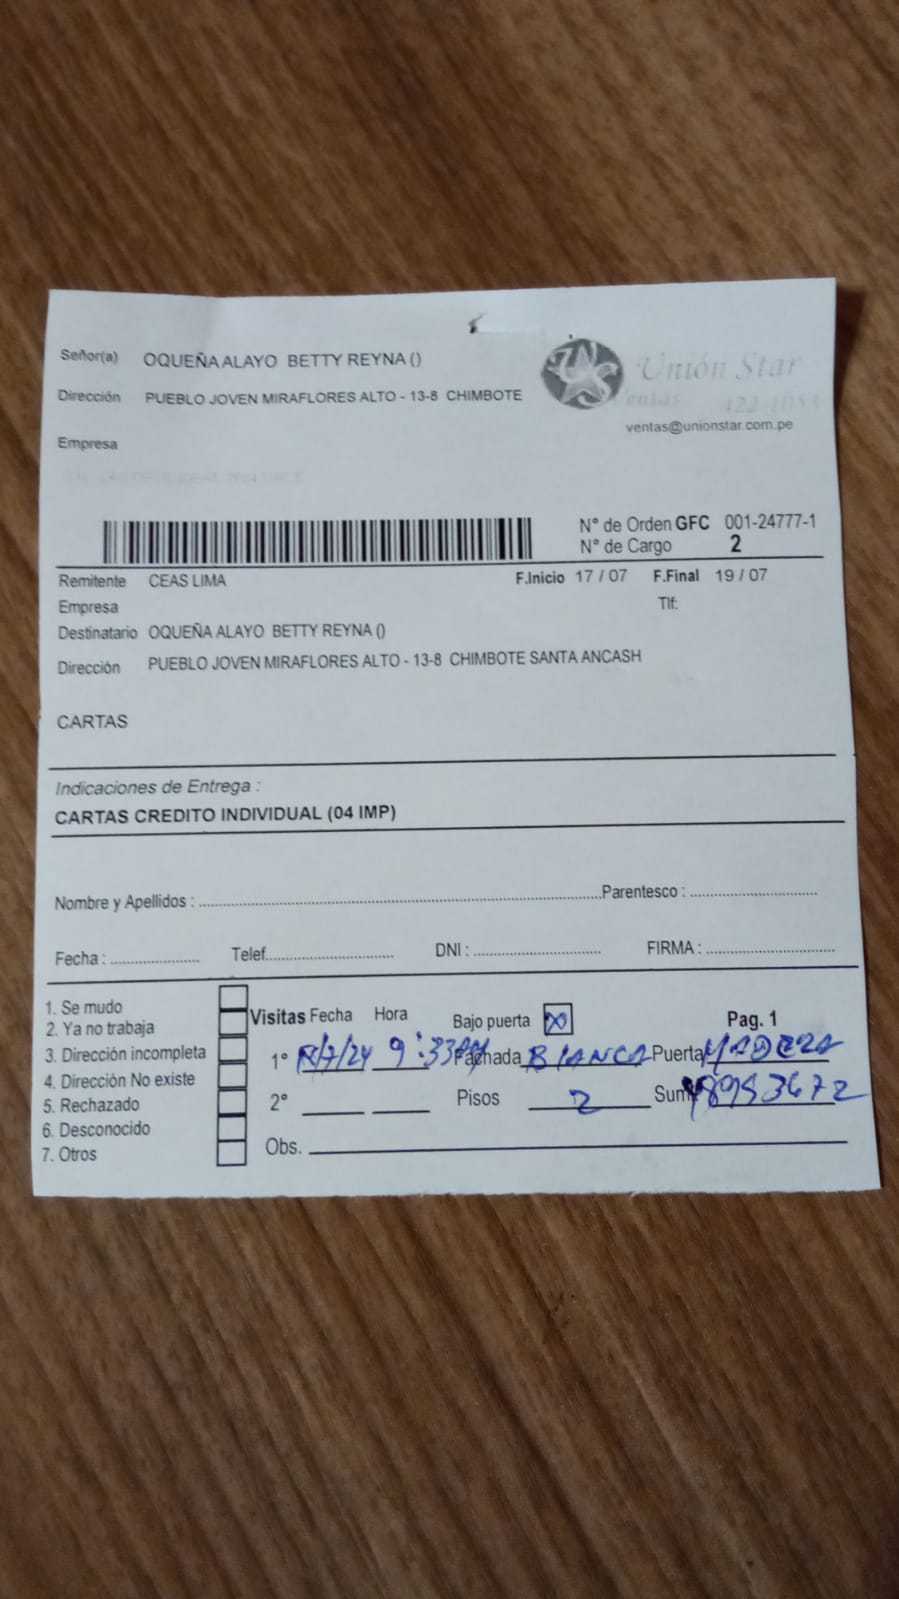 Señor(a) OQUEÑA ALAYO BETTY REYNA ()
Unión Star
Dirección PUEBLO JOVEN MIRAFLORES ALTO - 13-8 CHIMBOTE
Ventas
ventas@unionstar.com.pe
Empresa
N° de Orden GFC 001-24777-1
N° de Cargo 2
Remitente CEAS LIMA F.Inicio 17 / 07 F.Final 19 / 07
Empresa Tlf:
Destinatario OQUEÑA ALAYO BETTY REYNA ()
Dirección PUEBLO JOVEN MIRAFLORES ALTO - 13-8 CHIMBOTE SANTA ANCASH
CARTAS
Indicaciones de Entrega :
CARTAS CREDITO INDIVIDUAL (04 IMP)
Nombre y Apellidos : Parentesco :
Fecha : Telef. DNI : FIRMA :
1. Se mudo
2. Ya no trabaja
3. Dirección incompleta
4. Dirección No existe
5. Rechazado
6. Desconocido
7. Otros
Visitas Fecha Hora Bajo puerta Pag. 1
1° 9:33AM Fachada BLANCA Puerta MADERA
2° Pisos 2 Sum
Obs.